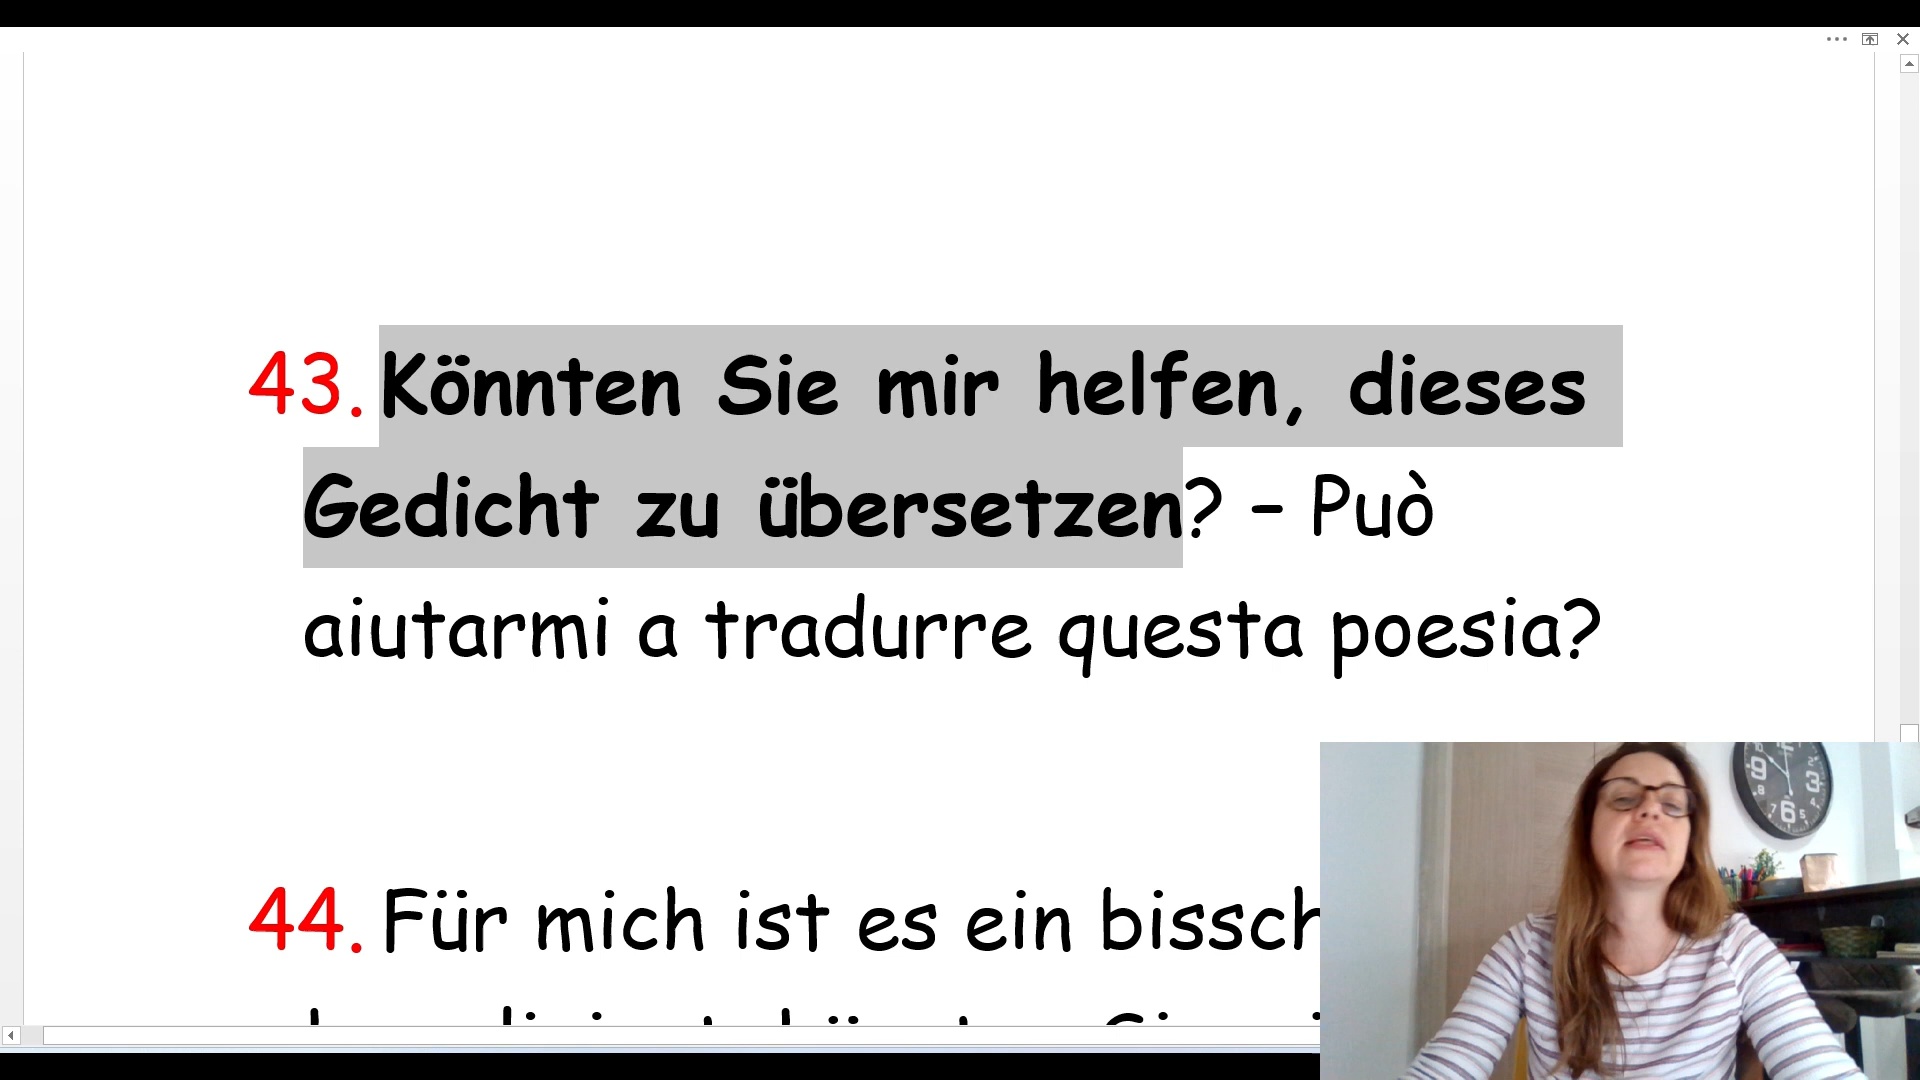 43. Könnten Sie mir helfen, dieses
Gedicht zu übersetzen? – Può
aiutarmi a tradurre questa poesia?
44. Für mich ist es ein